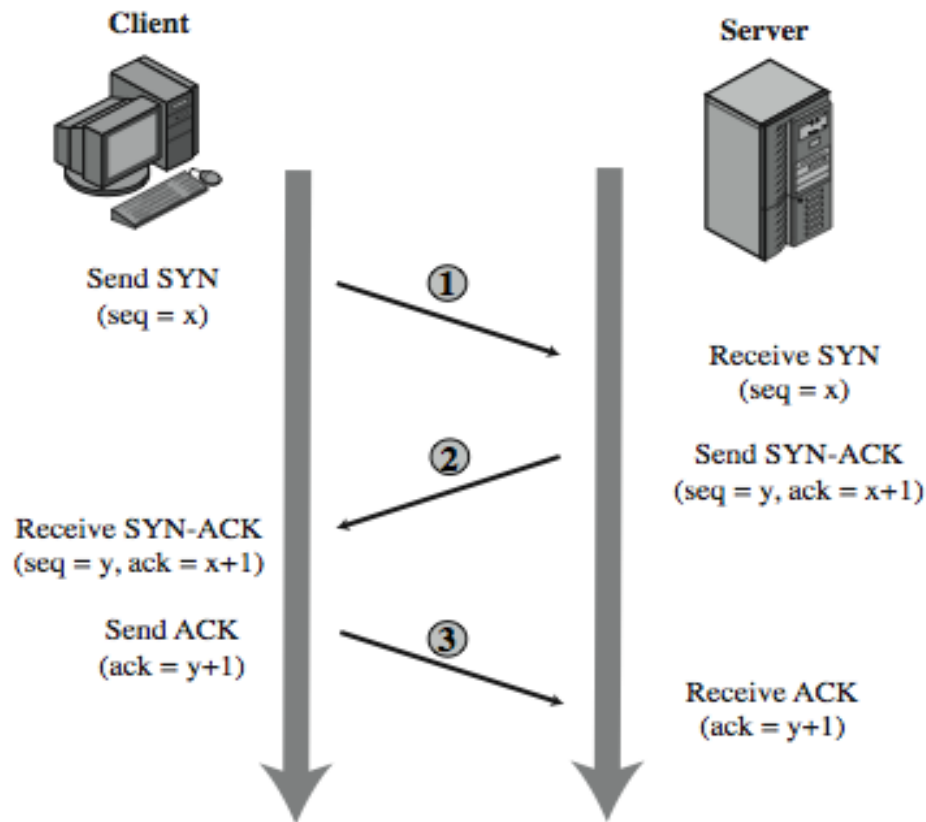 Client
Server
Send SYN
(seq = x)
1
Receive SYN
(seq = x)
2
Send SYN-ACK
(seq = y, ack = x+1)
Receive SYN-ACK
(seq = y, ack = x+1)
Send ACK
(ack = y+1)
3
Receive ACK
(ack = y+1)